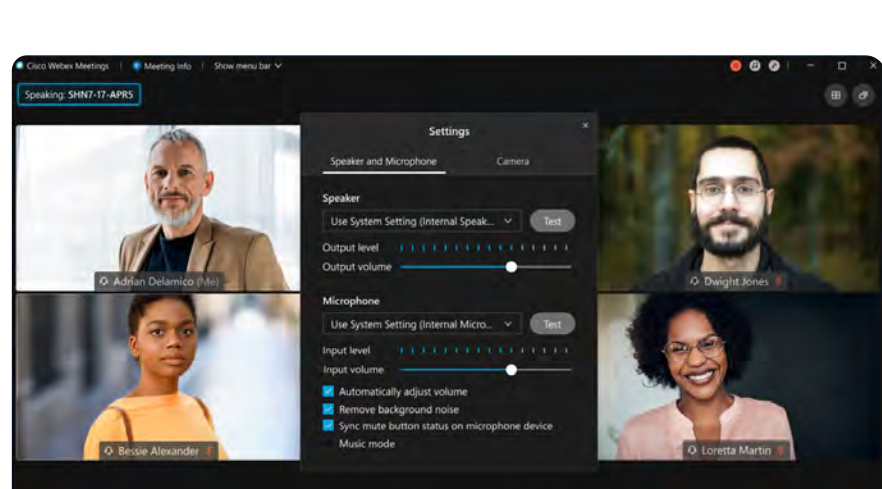 Cisco Webex Meetings
Meeting Info
Show menu bar
Speaking: SHN7-17-APR5
Settings
Speaker and Microphone
Camera
Speaker
Use System Setting (Internal Speak...
Test
Output level
Output volume
Adrian Delamico (Me)
Dwight Jones
Microphone
Use System Setting (Internal Micro...
Test
Input level
Input volume
Automatically adjust volume
Remove background noise
Sync mute button status on microphone device
Music mode
Bessie Alexander
Loretta Martin